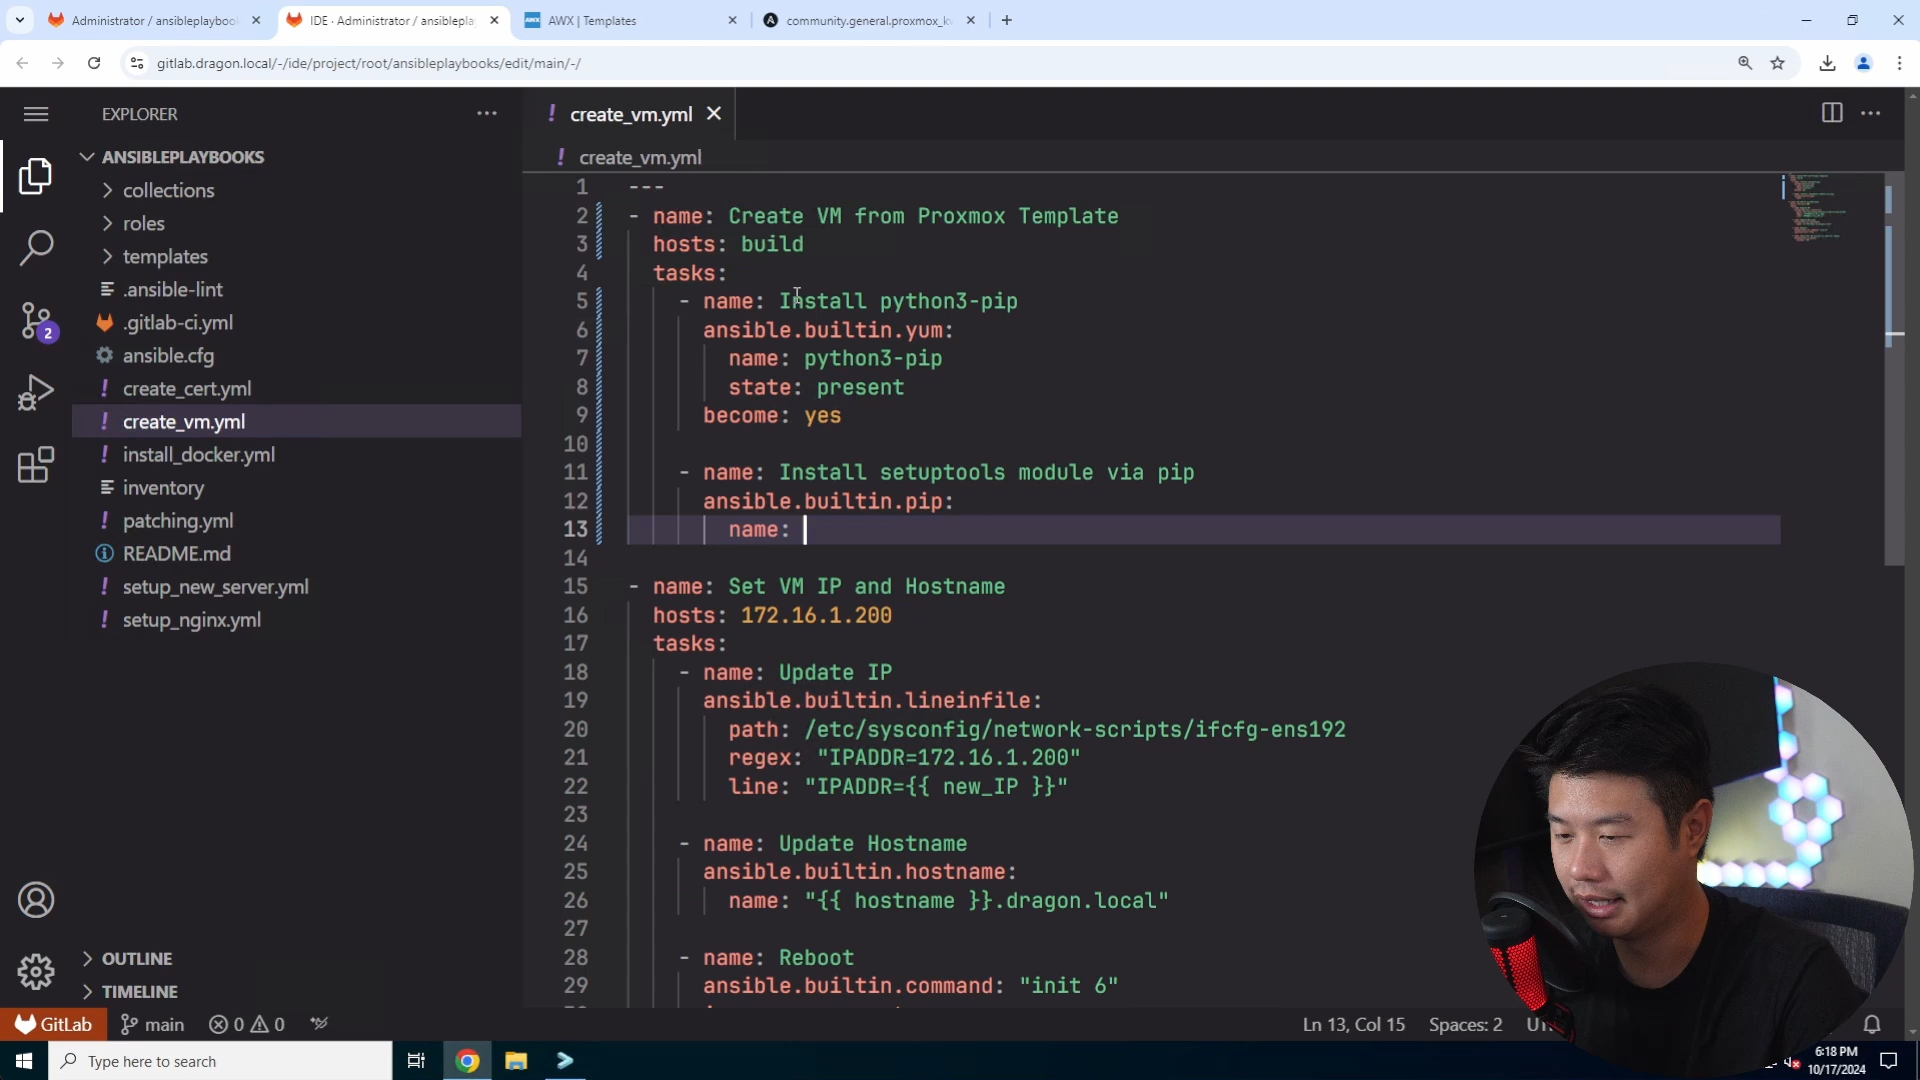 Administrator / ansibleplaybook
IDE · Administrator / ansiblepla
AWX | Templates
community.general.proxmox_kv
gitlab.dragon.local/-/ide/project/root/ansibleplaybooks/edit/main/-/
EXPLORER
ANSIBLEPLAYBOOKS
collections
roles
templates
.ansible-lint
.gitlab-ci.yml
ansible.cfg
! create_cert.yml
! create_vm.yml
! install_docker.yml
inventory
! patching.yml
README.md
! setup_new_server.yml
! setup_nginx.yml
2
OUTLINE
TIMELINE
! create_vm.yml
! create_vm.yml
1 ---
2 - name: Create VM from Proxmox Template
3 hosts: build
4 tasks:
5 - name: Install python3-pip
6 ansible.builtin.yum:
7 name: python3-pip
8 state: present
9 become: yes
10
11 - name: Install setuptools module via pip
12 ansible.builtin.pip:
13 name:
14
15 - name: Set VM IP and Hostname
16 hosts: 172.16.1.200
17 tasks:
18 - name: Update IP
19 ansible.builtin.lineinfile:
20 path: /etc/sysconfig/network-scripts/ifcfg-ens192
21 regex: "IPADDR=172.16.1.200"
22 line: "IPADDR={{ new_IP }}"
23
24 - name: Update Hostname
25 ansible.builtin.hostname:
26 name: "{{ hostname }}.dragon.local"
27
28 - name: Reboot
29 ansible.builtin.command: "init 6"
GitLab main 0 0 Ln 13, Col 15 Spaces: 2
Type here to search
6:18 PM
10/17/2024